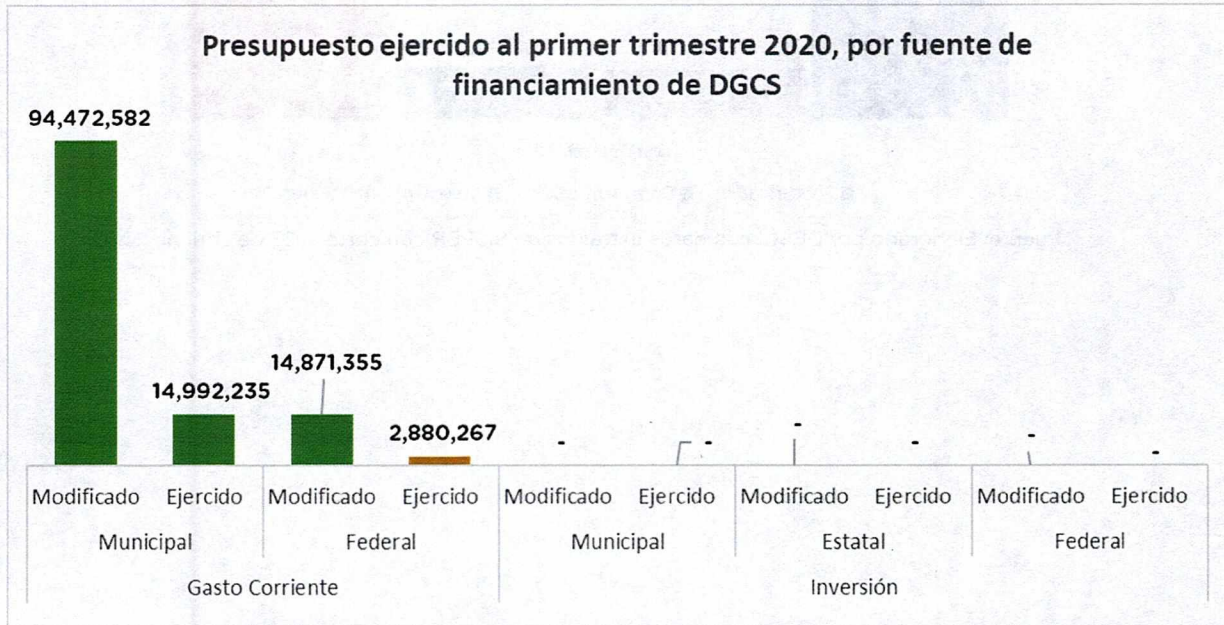 Presupuesto ejercido al primer trimestre 2020, por fuente de
financiamiento de DGCS
94,472,582
14,992,235
14,871,355
2,880,267
- - - - - -
Modificado Ejercido Modificado Ejercido Modificado Ejercido Modificado Ejercido Modificado Ejercido
Municipal Federal Municipal Estatal Federal
Gasto Corriente Inversión